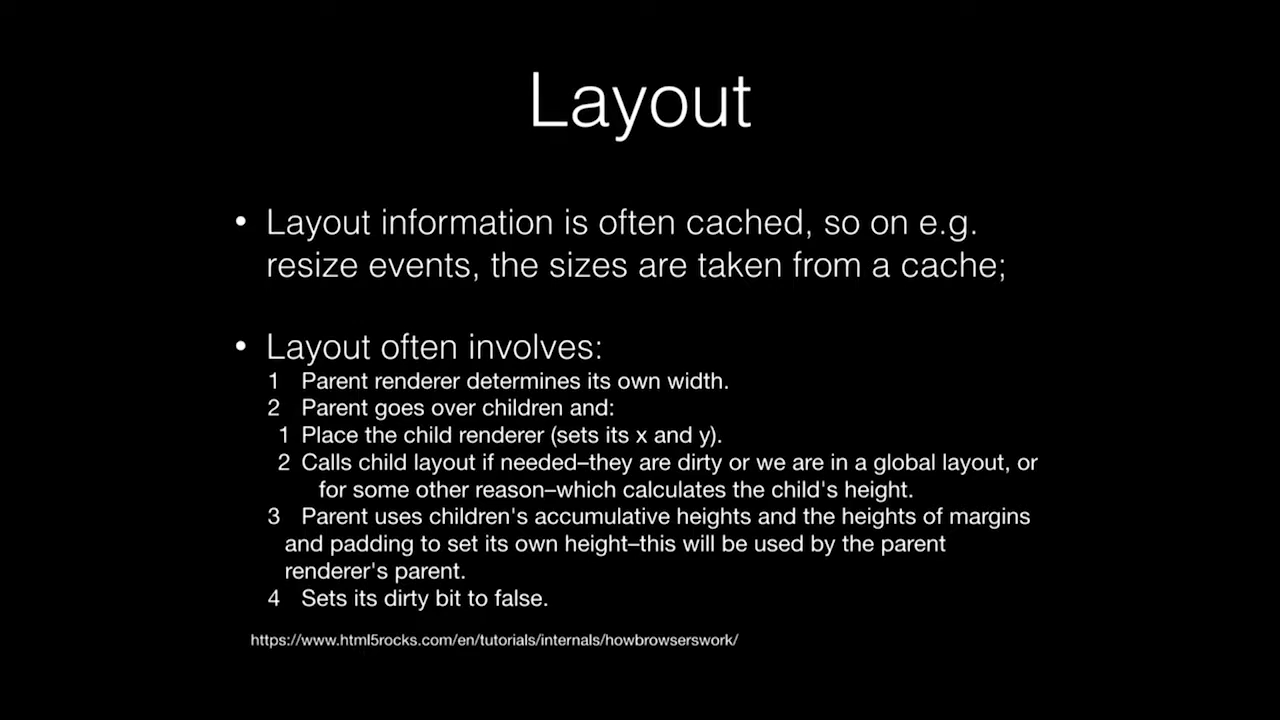 Layout
• Layout information is often cached, so on e.g.
resize events, the sizes are taken from a cache;
• Layout often involves:
1 Parent renderer determines its own width.
2 Parent goes over children and:
1 Place the child renderer (sets its x and y).
2 Calls child layout if needed–they are dirty or we are in a global layout, or
for some other reason–which calculates the child's height.
3 Parent uses children's accumulative heights and the heights of margins
and padding to set its own height–this will be used by the parent
renderer's parent.
4 Sets its dirty bit to false.
https://www.html5rocks.com/en/tutorials/internals/howbrowserswork/